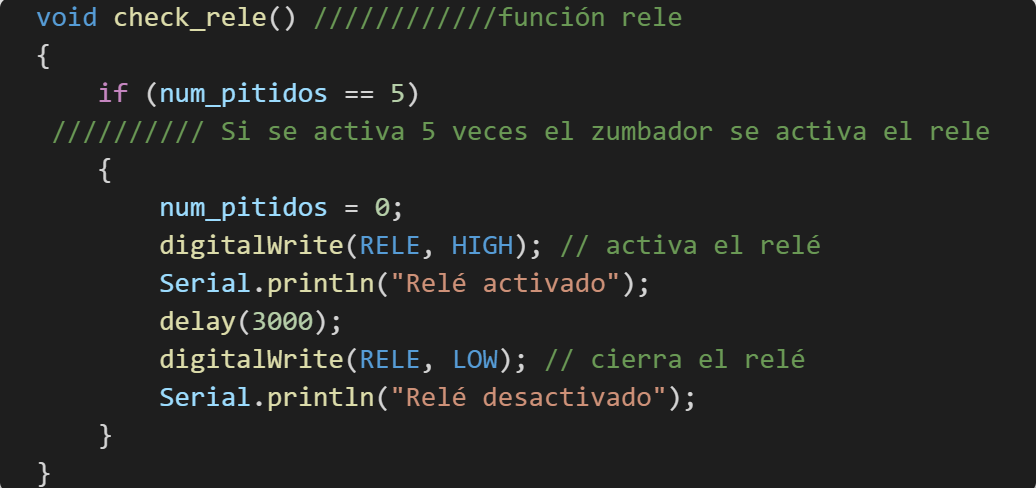 void check_rele() ////////////función rele
{
if (num_pitidos == 5)
////////// Si se activa 5 veces el zumbador se activa el rele
{
num_pitidos = 0;
digitalWrite(RELE, HIGH); // activa el relé
Serial.println("Relé activado");
delay(3000);
digitalWrite(RELE, LOW); // cierra el relé
Serial.println("Relé desactivado");
}
}